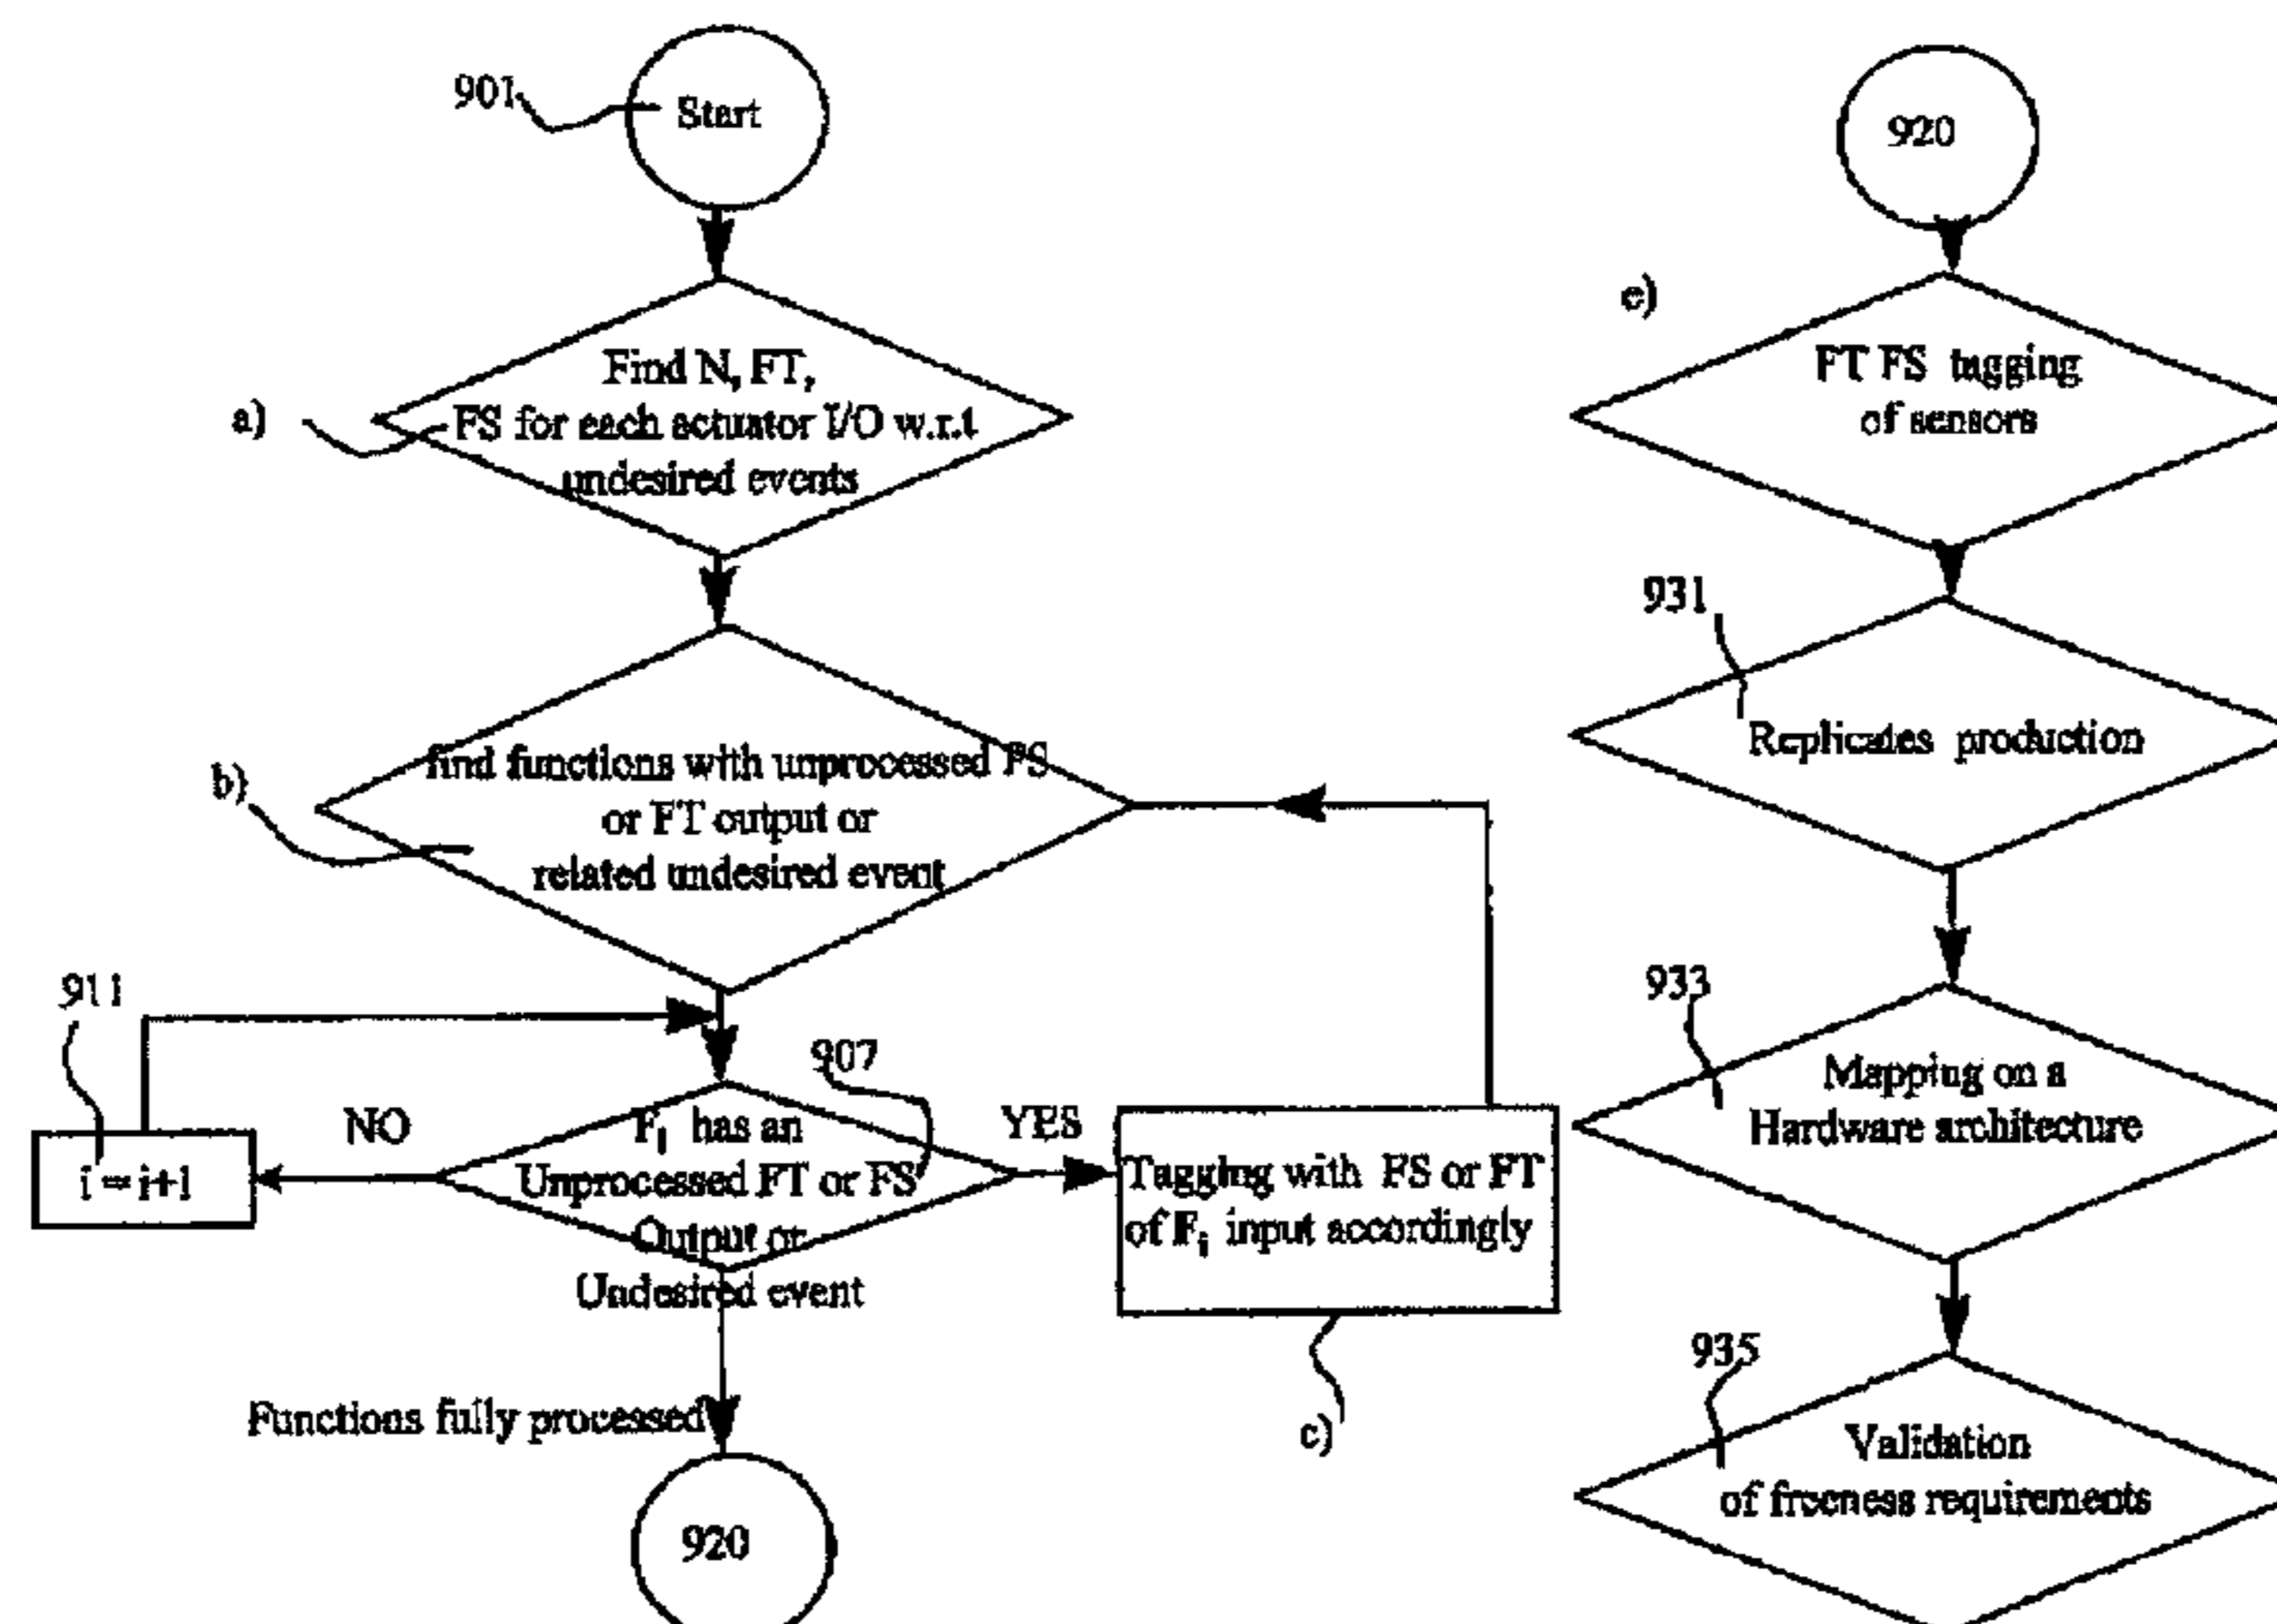 901
Start
Find N, FT,
a)
FS for each actuator I/O w.r.t
undesired events
find functions with unprocessed FS
b)
or FT output or
related undesired event
911
907
NO
YES
i = i+1
Fi has an
Unprocessed FT or FS
Output or
Undesired event
Tagging with FS or FT
of Fi input accordingly
c)
Functions fully processed
920
920
e)
FT FS tagging
of sensors
931
Replicates production
933
Mapping on a
Hardware architecture
935
Validation
of freeness requirements